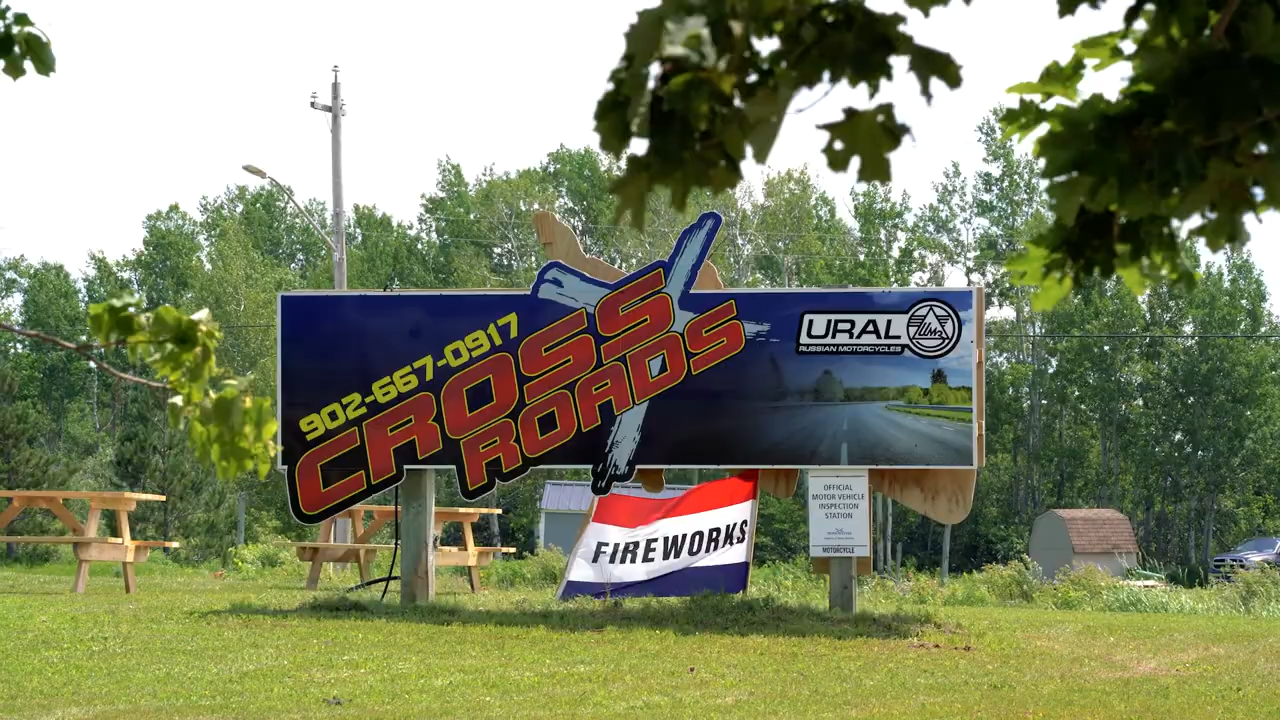 902-667-0917
CROSS
ROADS
URAL
RUSSIAN MOTORCYCLES
FIREWORKS
OFFICIAL
MOTOR VEHICLE
INSPECTION
STATION
MOTORCYCLE